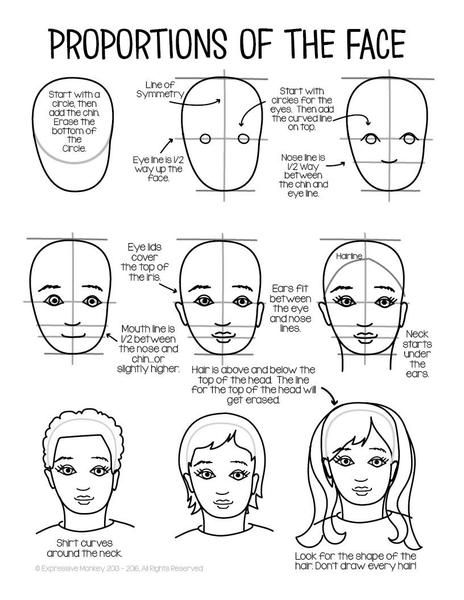 PROPORTIONS OF THE FACE
Start with a
circle, then
add the chin.
Erase the
bottom of
the
Circle.
Line of
Symmetry
Start with
circles for the
eyes. Then add
the curved line
on top.
Eye line is 1/2
way up the
face.
Nose line is
1/2 Way
between
the chin and
eye line.
Eye lids
cover
the top of
the iris.
Ears fit
between
the eye
and nose
lines.
Hairline
Mouth line is
1/2 between
the nose and
chin...or
slightly higher.
Neck
starts
under
the
ears.
Hair is above and below the
top of the head. The line
for the top of the head will
get erased.
Shirt curves
around the neck.
Look for the shape of the
hair. Don't draw every hair!
© Expressive Monkey 2013 - 2016, All Rights Reserved